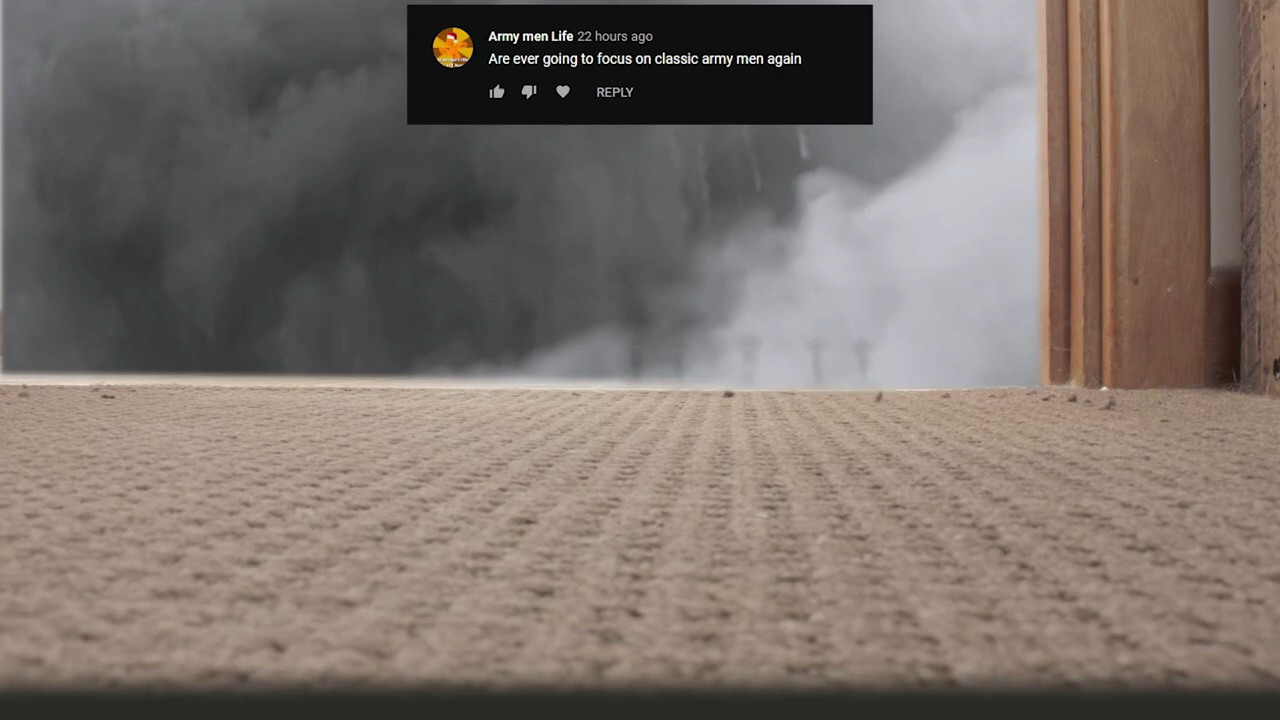 Army men Life 22 hours ago
Are ever going to focus on classic army men again
REPLY